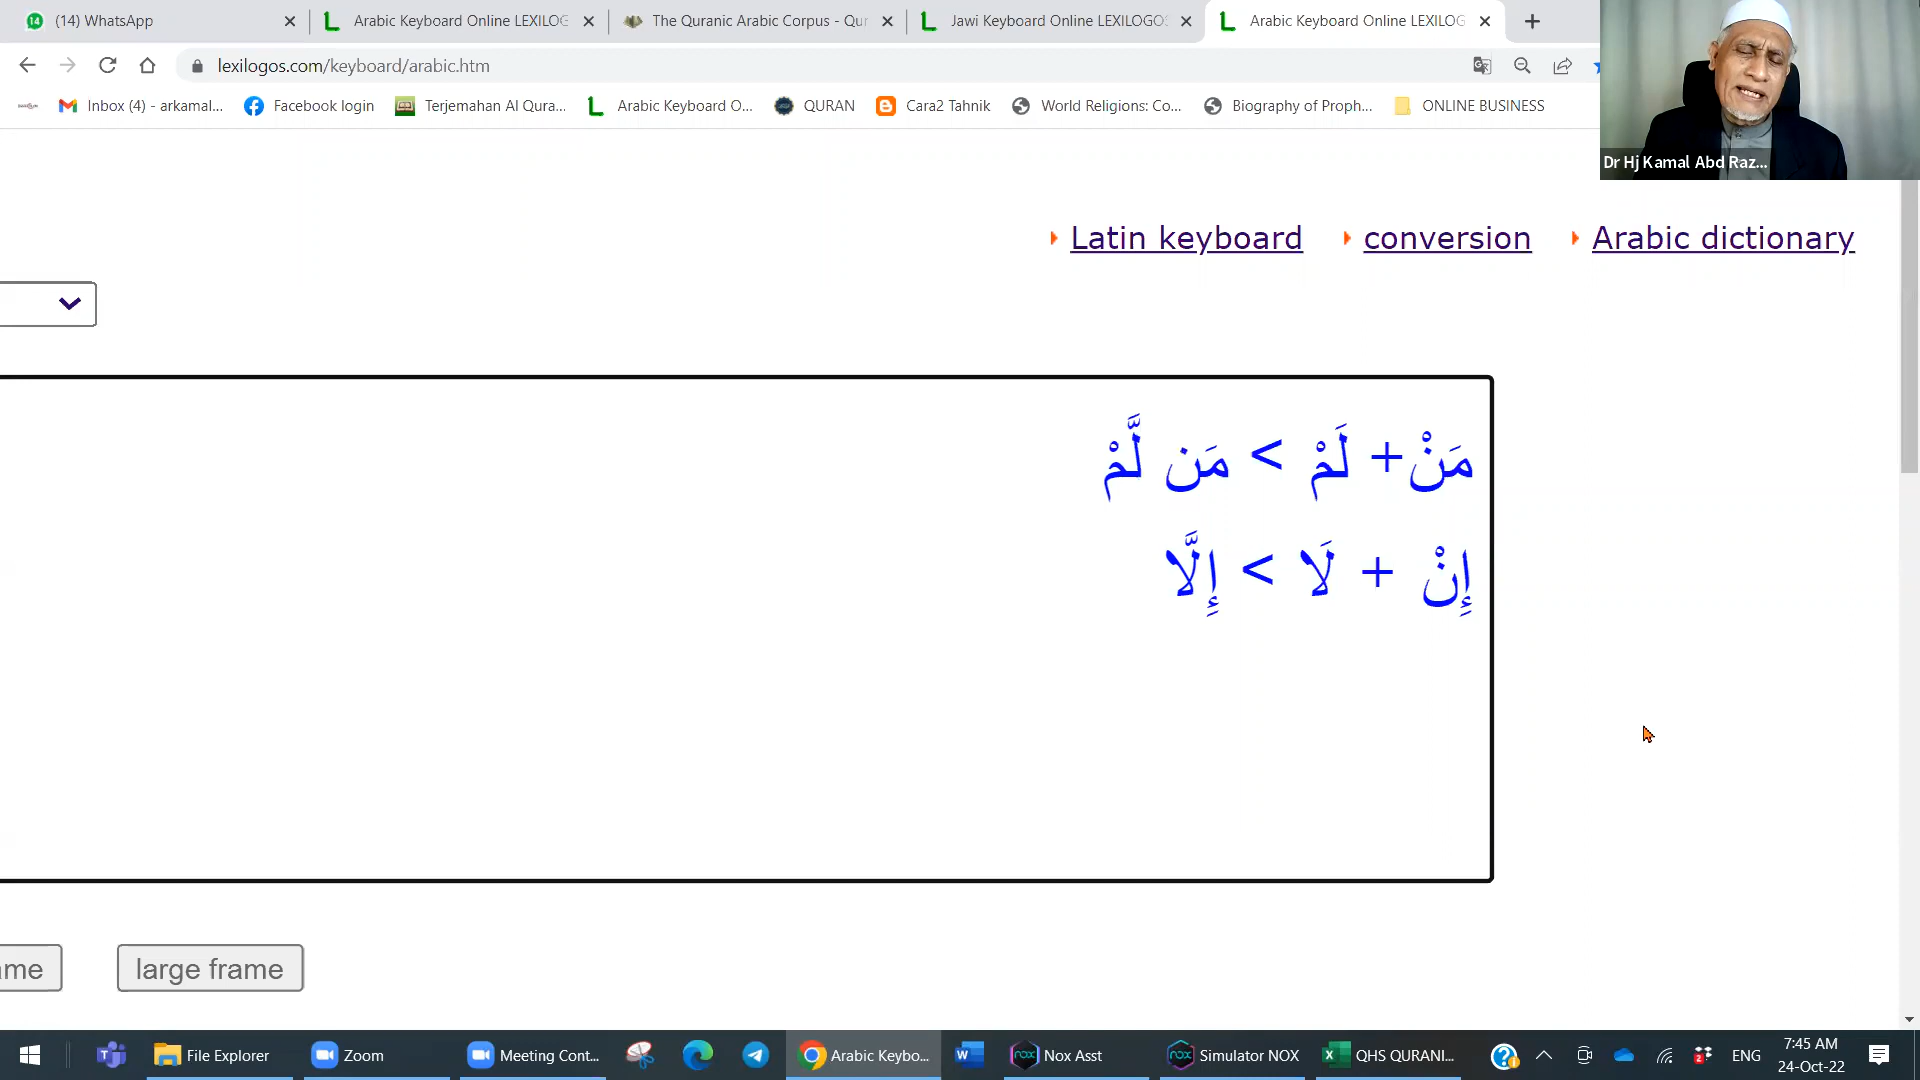 (14) WhatsApp
Arabic Keyboard Online LEXILOG
The Quranic Arabic Corpus - Qu
Jawi Keyboard Online LEXILOGOS
Arabic Keyboard Online LEXILOG
lexilogos.com/keyboard/arabic.htm
Inbox (4) - arkamal... Facebook login Terjemahan Al Qura... Arabic Keyboard O... QURAN Cara2 Tahnik World Religions: Co... Biography of Proph... ONLINE BUSINESS
Dr Hj Kamal Abd Raz...
Latin keyboard conversion Arabic dictionary
مَنْ+ لَمْ > مَن لَّمْ
إِنْ + لَا > إِلَّا
ame large frame
File Explorer Zoom Meeting Cont... Arabic Keybo... Nox Asst Simulator NOX QHS QURANI... ENG
7:45 AM
24-Oct-22